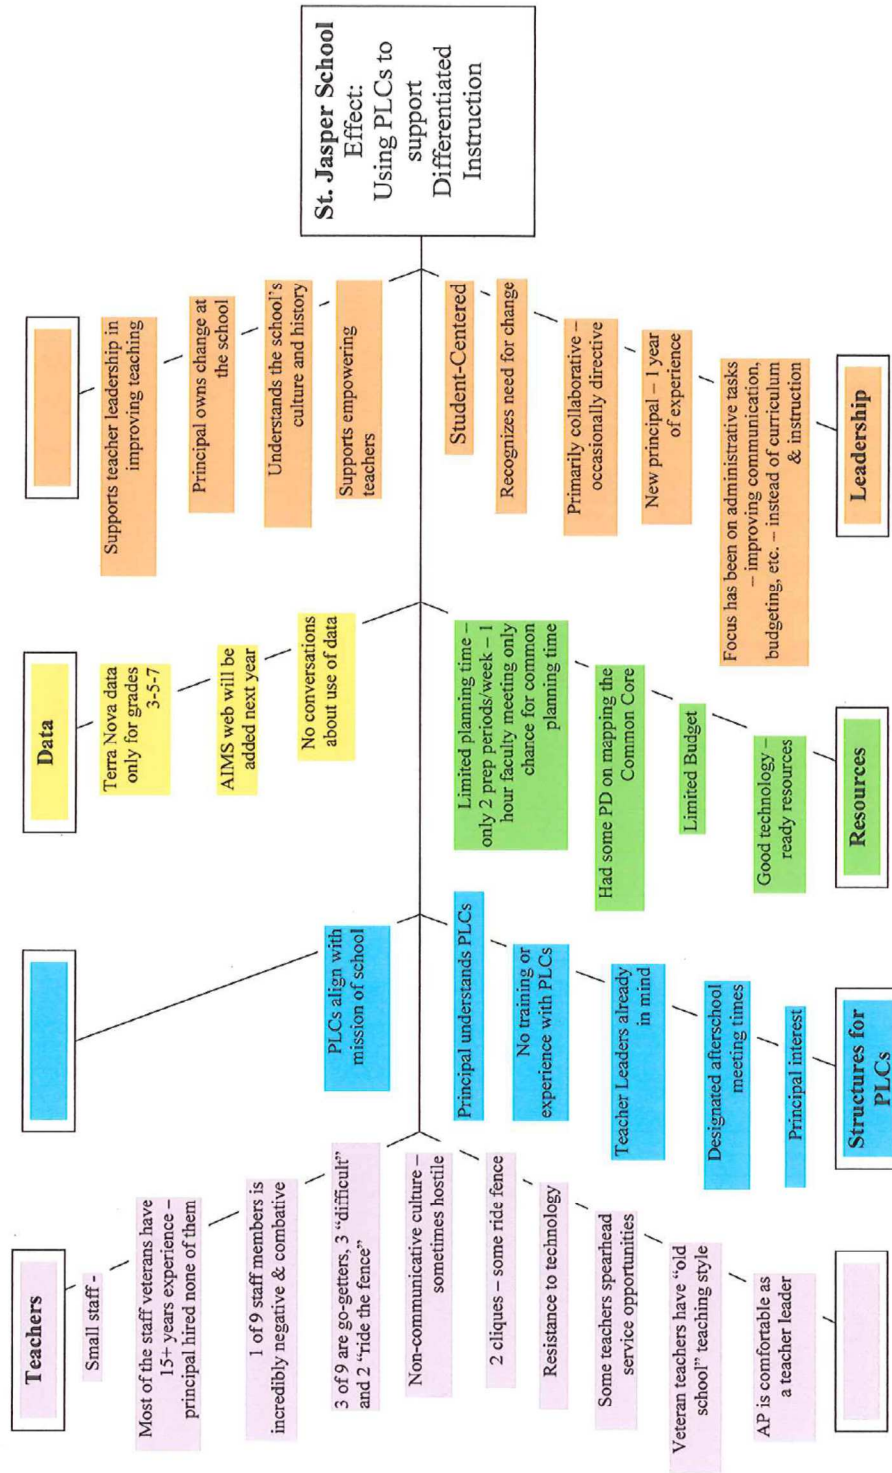 Teachers
Small staff -
Most of the staff veterans have
15+ years experience –
principal hired none of them
1 of 9 staff members is
incredibly negative & combative
3 of 9 are go-getters, 3 “difficult”
and 2 “ride the fence”
Non-communicative culture –
sometimes hostile
2 cliques – some ride fence
Resistance to technology
Some teachers spearhead
service opportunities
Veteran teachers have “old
school” teaching style
AP is comfortable as
a teacher leader
PLCs align with
mission of school
Principal understands PLCs
No training or
experience with PLCs
Teacher Leaders already
in mind
Designated afterschool
meeting times
Principal interest
Structures for
PLCs
Data
Terra Nova data
only for grades
3-5-7
AIMS web will be
added next year
No conversations
about use of data
Limited planning time –
only 2 prep periods/week – 1
hour faculty meeting only
chance for common
planning time
Had some PD on mapping the
Common Core
Limited Budget
Good technology –
ready resources
Resources
Supports teacher leadership in
improving teaching
Principal owns change at
the school
Understands the school’s
culture and history
Supports empowering
teachers
Student-Centered
Recognizes need for change
Primarily collaborative –
occasionally directive
New principal – 1 year
of experience
Focus has been on administrative tasks
– improving communication,
budgeting, etc. – instead of curriculum
& instruction
Leadership
St. Jasper School
Effect:
Using PLCs to
support
Differentiated
Instruction